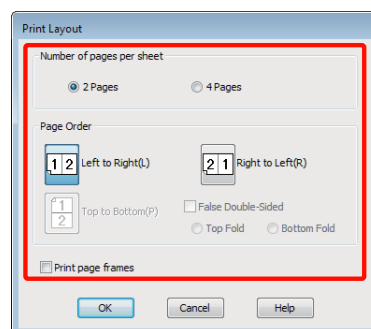 Print Layout
Number of pages per sheet
2 Pages 4 Pages
Page Order
1 2 Left to Right(L) 2 1 Right to Left(R)
1 2 Top to Bottom(P) False Double-Sided
Top Fold Bottom Fold
Print page frames
OK Cancel Help